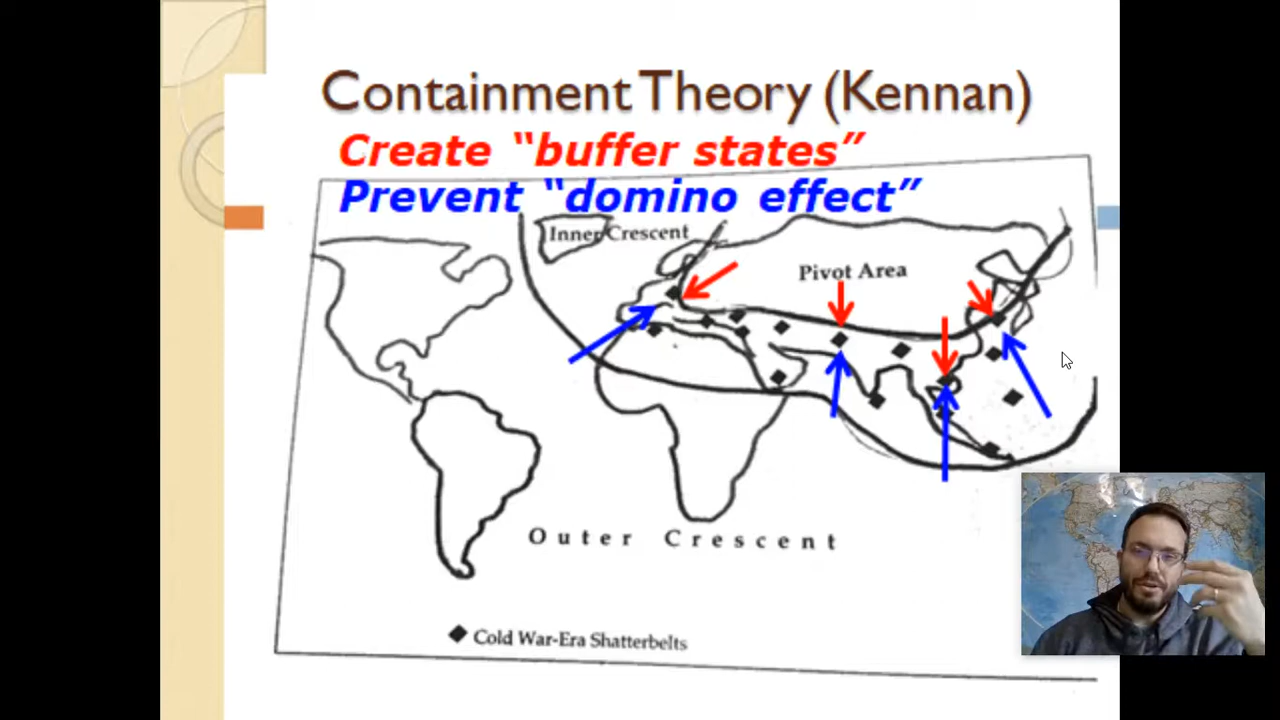 Containment Theory (Kennan)
Create “buffer states”
Prevent “domino effect”
Inner Crescent
Pivot Area
Outer Crescent
Cold War-Era Shatterbelts